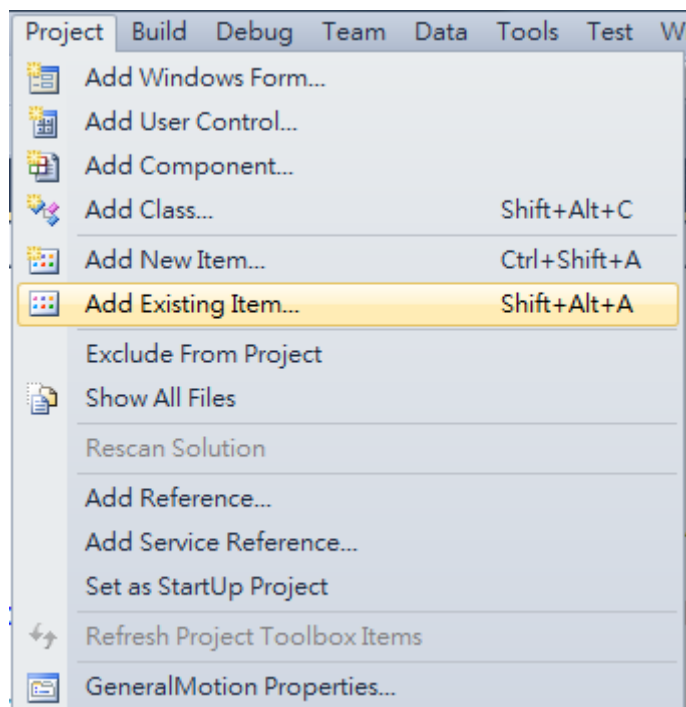 Project Build Debug Team Data Tools Test W
Add Windows Form...
Add User Control...
Add Component...
Add Class... Shift+Alt+C
Add New Item... Ctrl+Shift+A
Add Existing Item... Shift+Alt+A
Exclude From Project
Show All Files
Rescan Solution
Add Reference...
Add Service Reference...
Set as StartUp Project
Refresh Project Toolbox Items
GeneralMotion Properties...